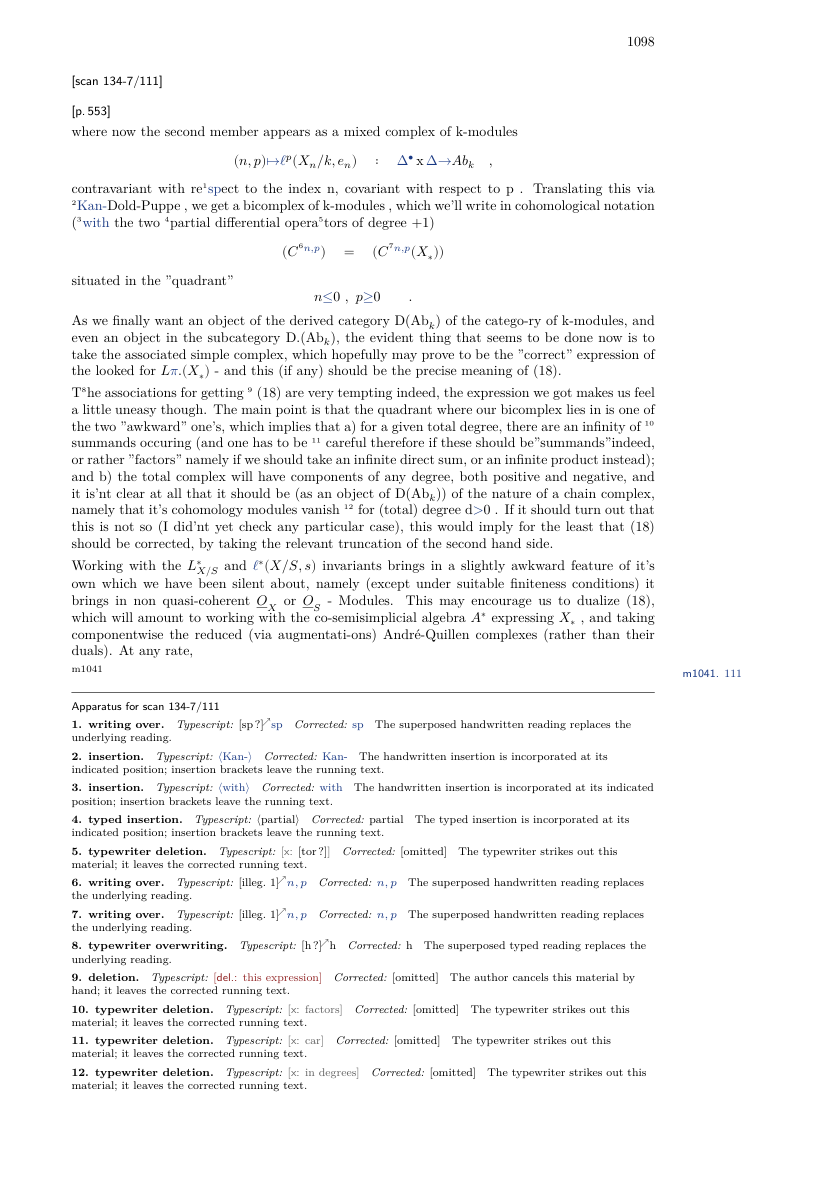 1098
[scan 134-7/111]
[p. 553]
where now the second member appears as a mixed complex of k-modules
(n, p)↦ℓᵖ(Xₙ/k, eₙ) : Δ• x Δ→Abₖ ,
contravariant with re¹spect to the index n, covariant with respect to p . Translating this via
²Kan-Dold-Puppe , we get a bicomplex of k-modules , which we'll write in cohomological notation
(³with the two ⁴partial differential opera⁵tors of degree +1)
(C⁶ⁿ,ᵖ) = (C⁷ⁿ,ᵖ(X∗))
situated in the ”quadrant”
n≤0 , p≥0 .
As we finally want an object of the derived category D(Abₖ) of the catego-ry of k-modules, and
even an object in the subcategory D.(Abₖ), the evident thing that seems to be done now is to
take the associated simple complex, which hopefully may prove to be the ”correct” expression of
the looked for Lπ.(X∗) - and this (if any) should be the precise meaning of (18).
T⁸he associations for getting ⁹ (18) are very tempting indeed, the expression we got makes us feel
a little uneasy though. The main point is that the quadrant where our bicomplex lies in is one of
the two ”awkward” one's, which implies that a) for a given total degree, there are an infinity of ¹⁰
summands occuring (and one has to be ¹¹ careful therefore if these should be”summands”indeed,
or rather ”factors” namely if we should take an infinite direct sum, or an infinite product instead);
and b) the total complex will have components of any degree, both positive and negative, and
it is'nt clear at all that it should be (as an object of D(Abₖ)) of the nature of a chain complex,
namely that it's cohomology modules vanish ¹² for (total) degree d>0 . If it should turn out that
this is not so (I did'nt yet check any particular case), this would imply for the least that (18)
should be corrected, by taking the relevant truncation of the second hand side.
Working with the L*_{X/S} and ℓ*(X/S, s) invariants brings in a slightly awkward feature of it's
own which we have been silent about, namely (except under suitable finiteness conditions) it
brings in non quasi-coherent O_X or O_S - Modules. This may encourage us to dualize (18),
which will amount to working with the co-semisimplicial algebra A* expressing X∗ , and taking
componentwise the reduced (via augmentati-ons) André-Quillen complexes (rather than their
duals). At any rate,
m1041
m1041. 111
Apparatus for scan 134-7/111
1. writing over. Typescript: [sp ?]↗sp Corrected: sp The superposed handwritten reading replaces the
underlying reading.
2. insertion. Typescript: ⟨Kan-⟩ Corrected: Kan- The handwritten insertion is incorporated at its
indicated position; insertion brackets leave the running text.
3. insertion. Typescript: ⟨with⟩ Corrected: with The handwritten insertion is incorporated at its indicated
position; insertion brackets leave the running text.
4. typed insertion. Typescript: ⟨partial⟩ Corrected: partial The typed insertion is incorporated at its
indicated position; insertion brackets leave the running text.
5. typewriter deletion. Typescript: [x: [tor ?]] Corrected: [omitted] The typewriter strikes out this
material; it leaves the corrected running text.
6. writing over. Typescript: [illeg. 1]↗n, p Corrected: n, p The superposed handwritten reading replaces
the underlying reading.
7. writing over. Typescript: [illeg. 1]↗n, p Corrected: n, p The superposed handwritten reading replaces
the underlying reading.
8. typewriter overwriting. Typescript: [h ?]↗h Corrected: h The superposed typed reading replaces the
underlying reading.
9. deletion. Typescript: [del.: this expression] Corrected: [omitted] The author cancels this material by
hand; it leaves the corrected running text.
10. typewriter deletion. Typescript: [x: factors] Corrected: [omitted] The typewriter strikes out this
material; it leaves the corrected running text.
11. typewriter deletion. Typescript: [x: car] Corrected: [omitted] The typewriter strikes out this
material; it leaves the corrected running text.
12. typewriter deletion. Typescript: [x: in degrees] Corrected: [omitted] The typewriter strikes out this
material; it leaves the corrected running text.